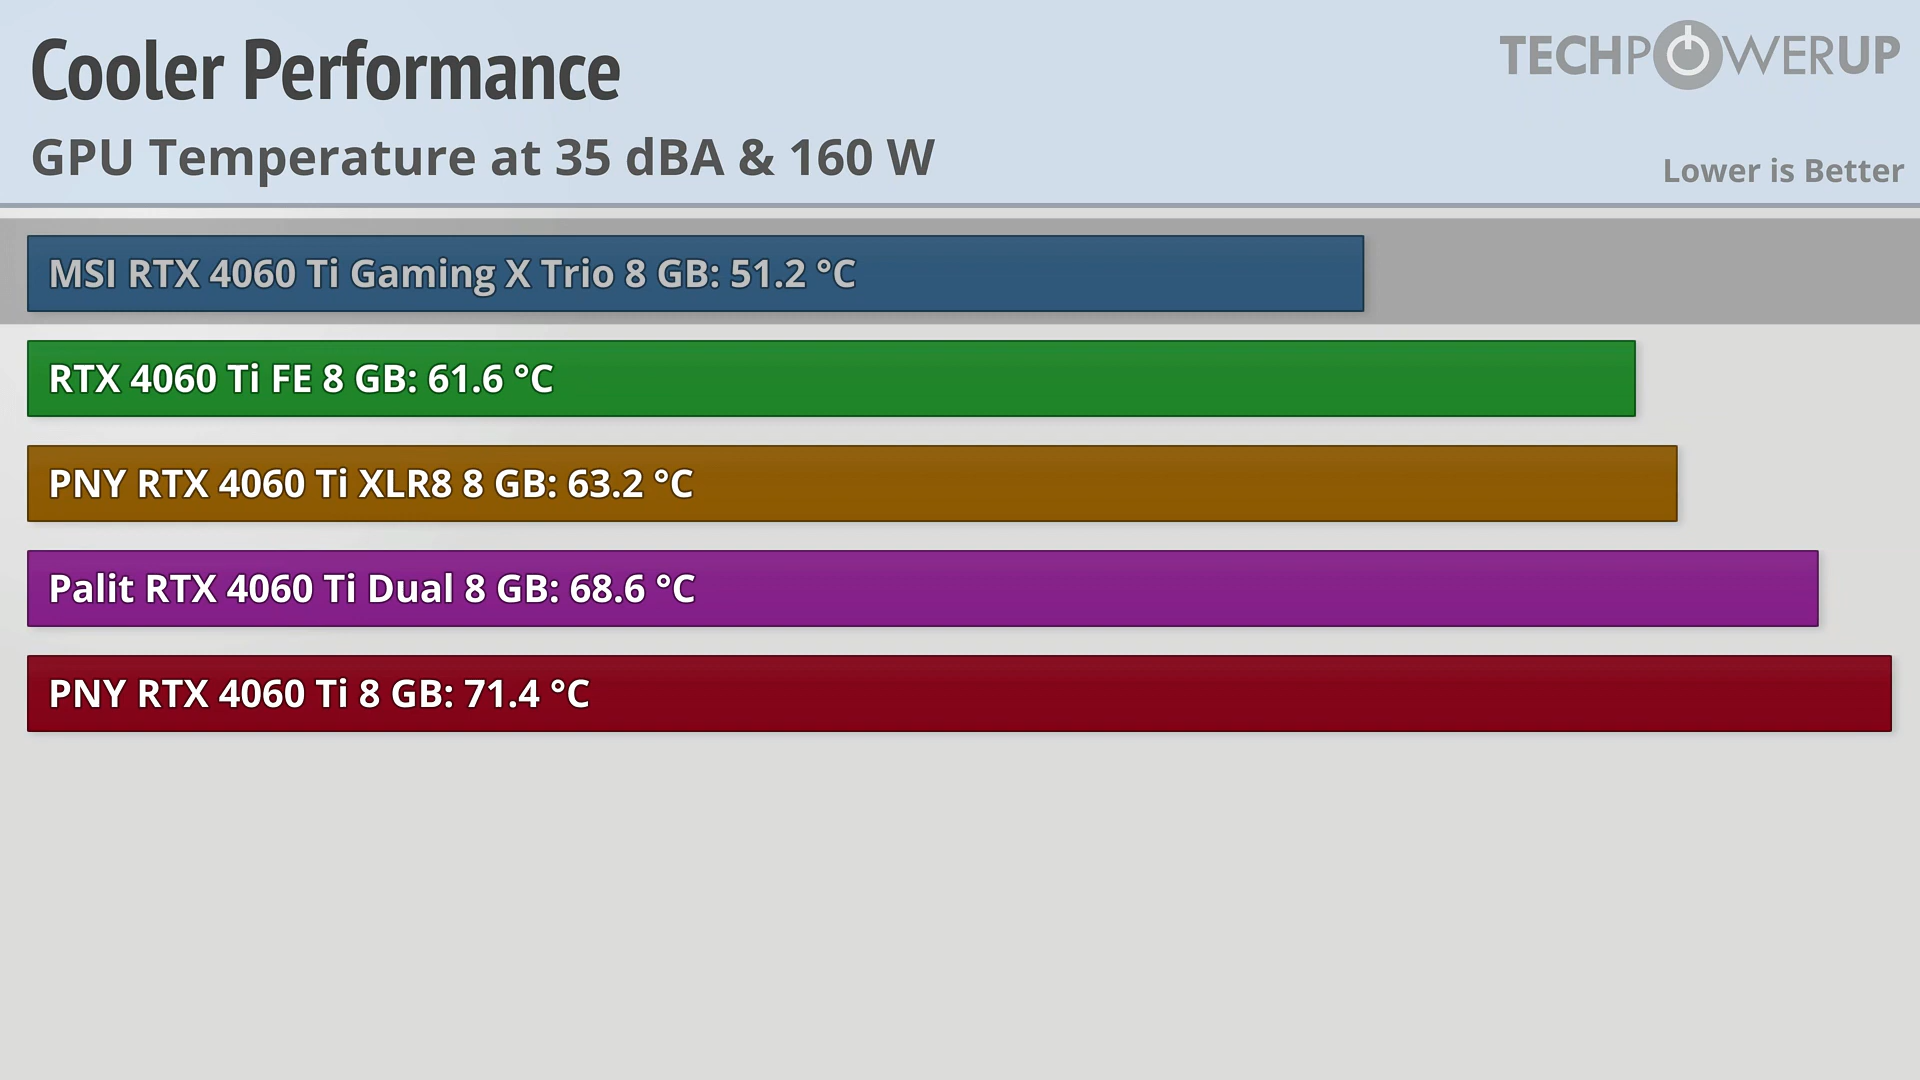 Cooler Performance
TECHPOWERUP
GPU Temperature at 35 dBA & 160 W
Lower is Better
MSI RTX 4060 Ti Gaming X Trio 8 GB: 51.2 °C
RTX 4060 Ti FE 8 GB: 61.6 °C
PNY RTX 4060 Ti XLR8 8 GB: 63.2 °C
Palit RTX 4060 Ti Dual 8 GB: 68.6 °C
PNY RTX 4060 Ti 8 GB: 71.4 °C